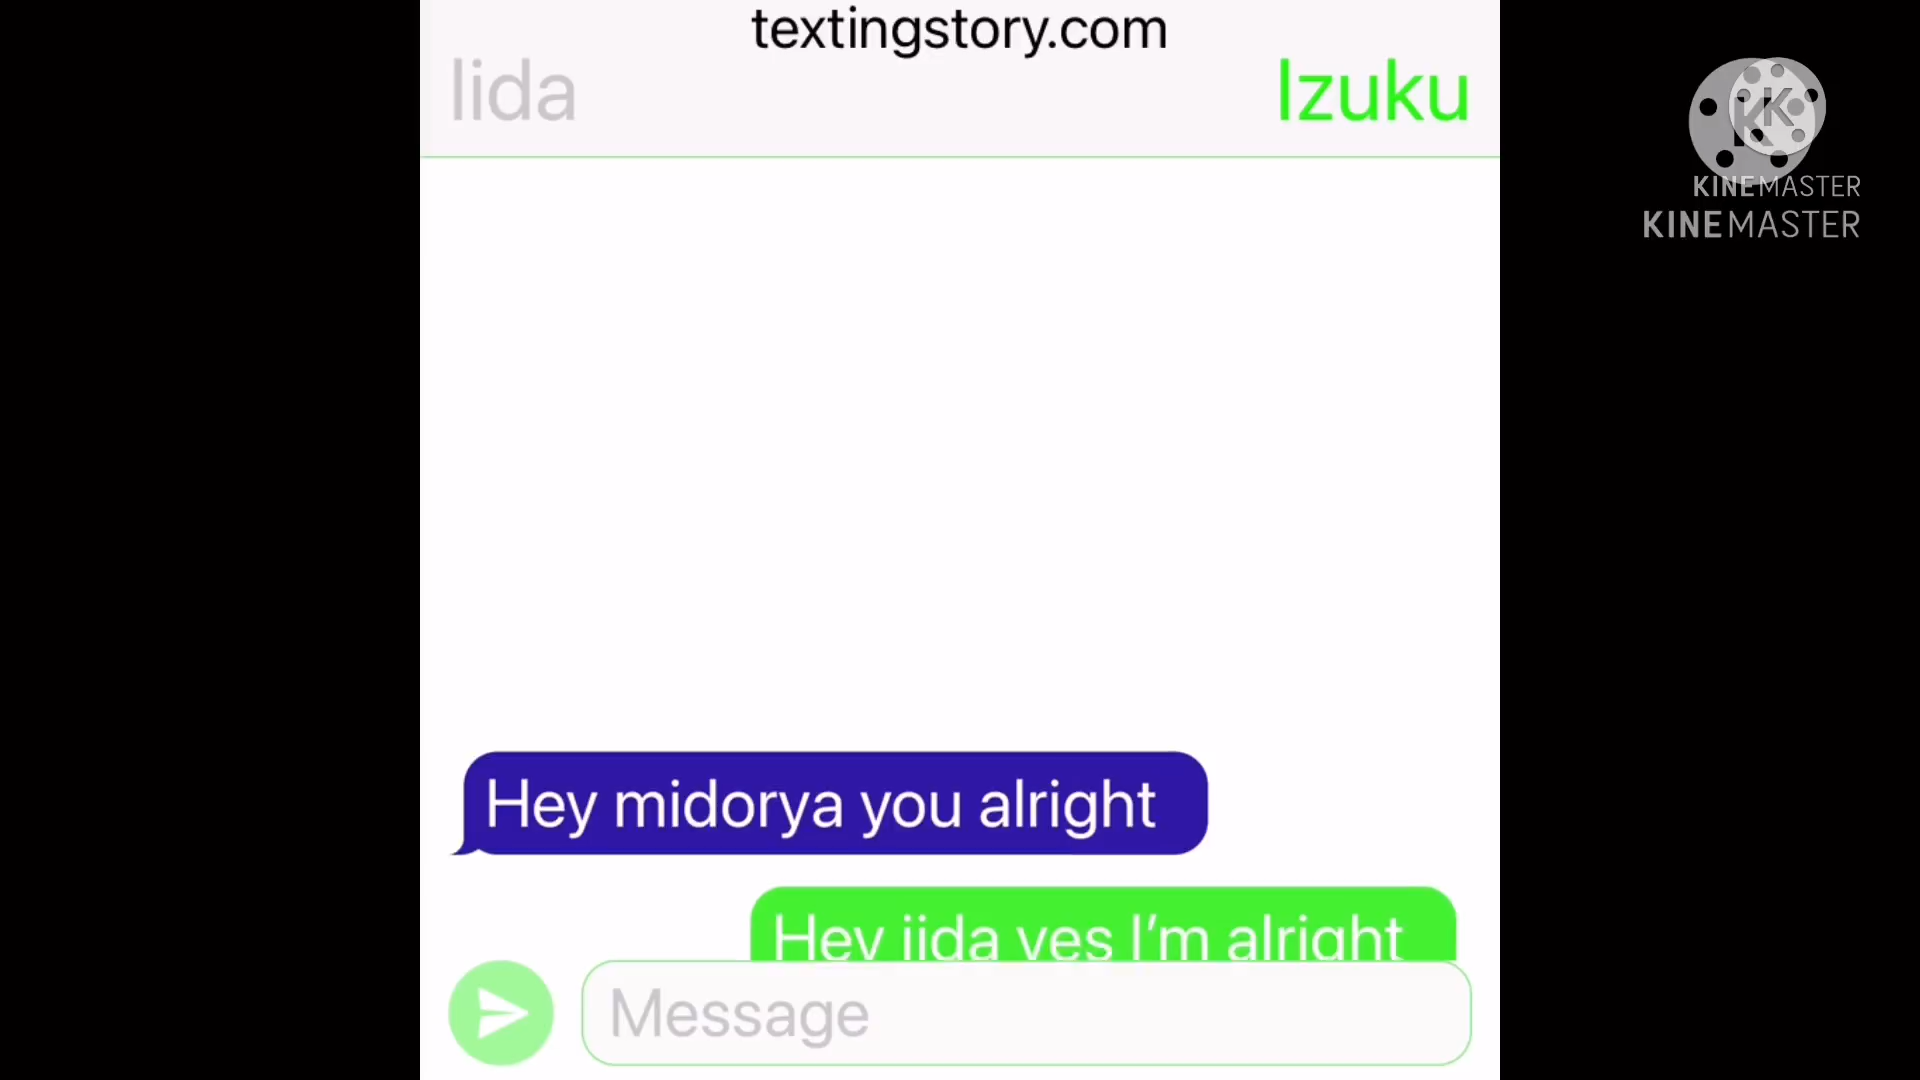 textingstory.com
Iida
Izuku
K
K
KINEMASTER
KINEMASTER
Hey midorya you alright
Hey iida yes I’m alright
Message